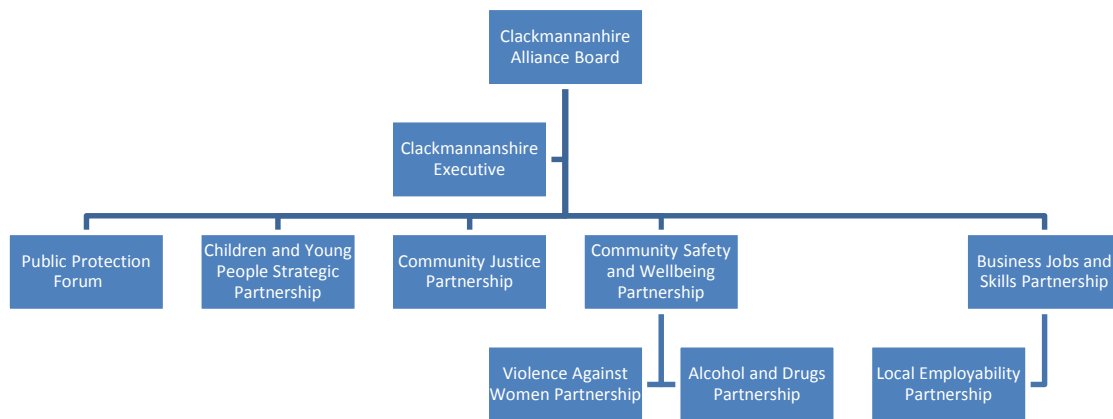 Clackmannanhire
Alliance Board
Clackmannanshire
Executive
Public Protection
Forum
Children and Young
People Strategic
Partnership
Community Justice
Partnership
Community Safety
and Wellbeing
Partnership
Business Jobs and
Skills Partnership
Violence Against
Women Partnership
Alcohol and Drugs
Partnership
Local Employability
Partnership